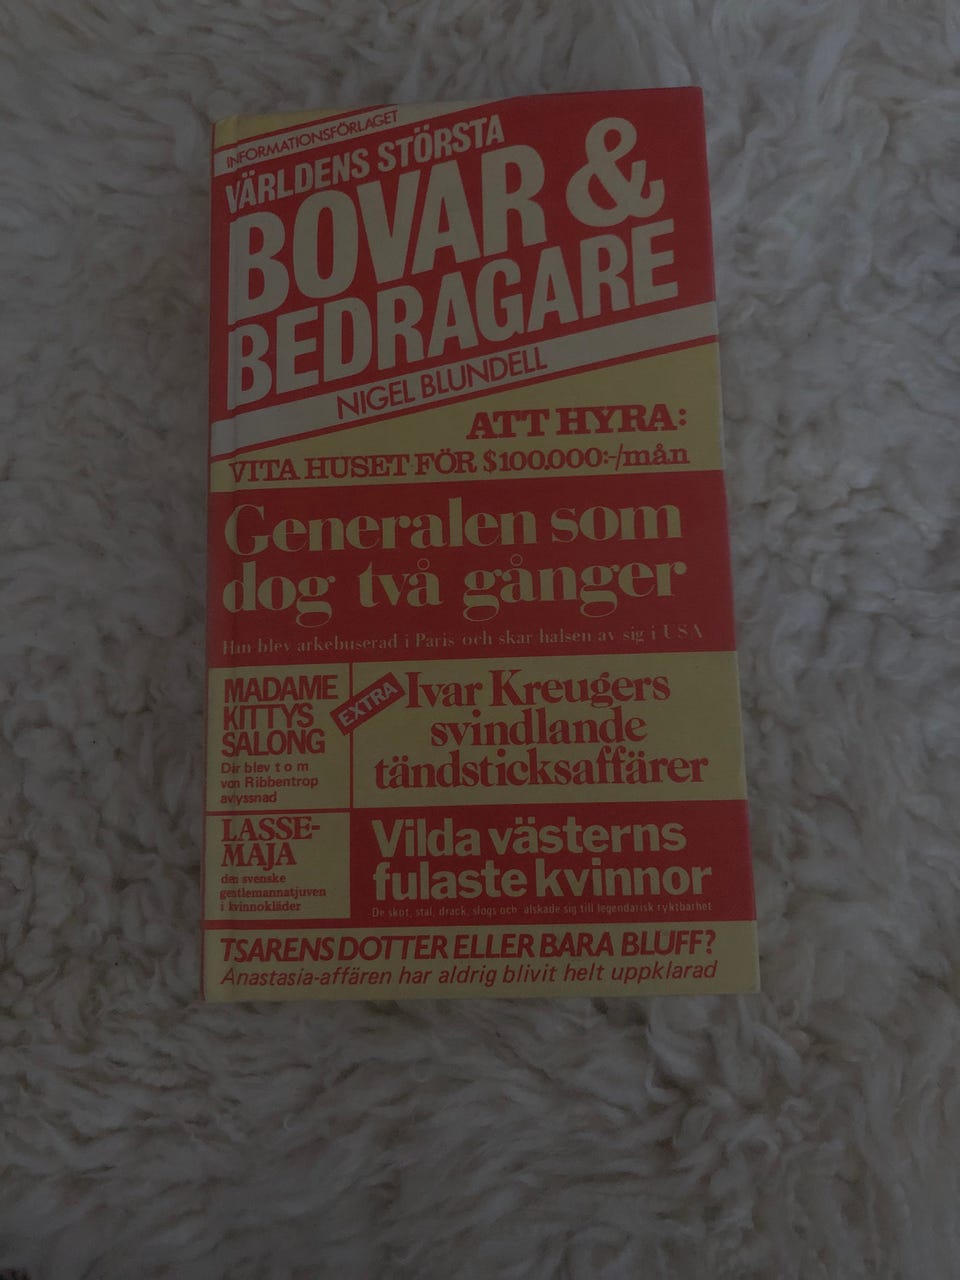 INFORMATIONSFÖRLAGET
VÄRLDENS STÖRSTA
BOVAR &
BEDRAGARE
NIGEL BLUNDELL
ATT HYRA:
VITA HUSET FÖR $100.000:-/mån
Generalen som
dog två gånger
Han blev arkebuserad i Paris och skar halsen av sig i USA
MADAME
KITTYS
SALONG
Där blev t o m
von Ribbentrop
avlyssnad
EXTRA
Ivar Kreugers
svindlande
tändsticksaffärer
LASSE-
MAJA
den svenske
gentlemannatjuven
i kvinnokläder
Vilda västerns
fulaste kvinnor
De sköt, stal, drack, slogs och älskade sig till legendarisk ryktbarhet
TSARENS DOTTER ELLER BARA BLUFF?
Anastasia-affären har aldrig blivit helt uppklarad